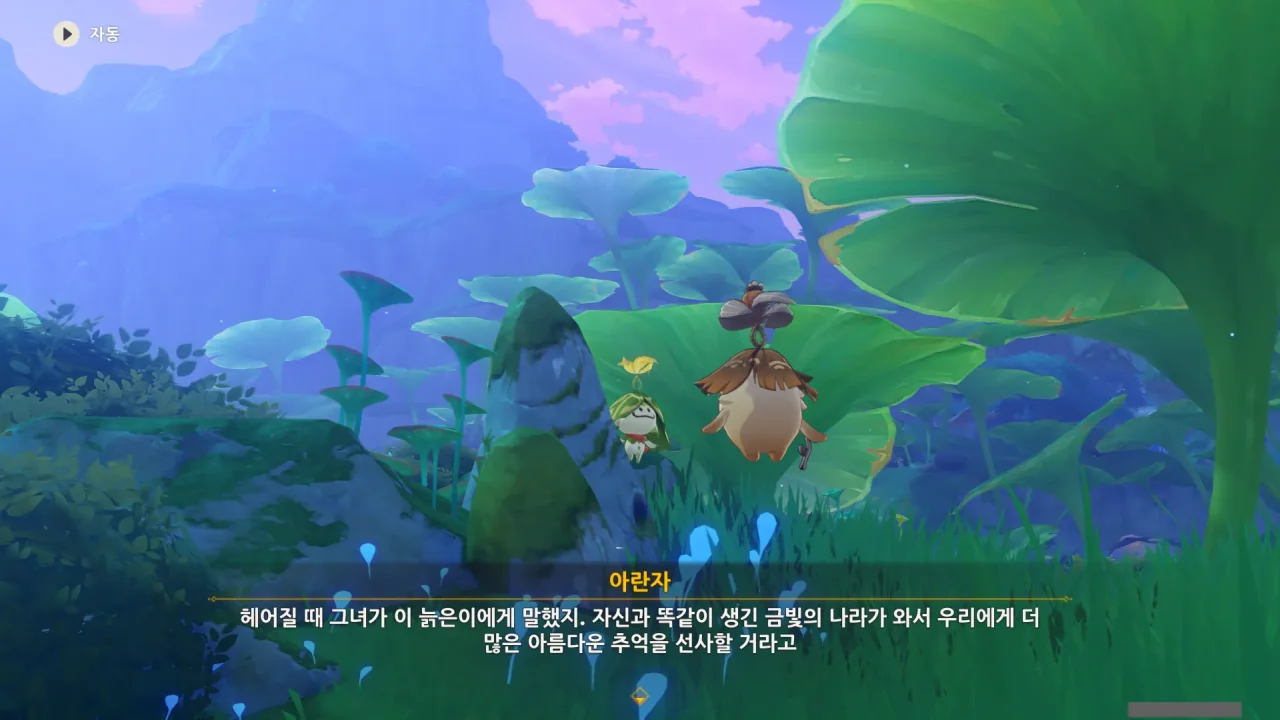 자동
아란자
헤어질 때 그녀가 이 늙은이에게 말했지. 자신과 똑같이 생긴 금빛의 나라가 와서 우리에게 더
많은 아름다운 추억을 선사할 거라고